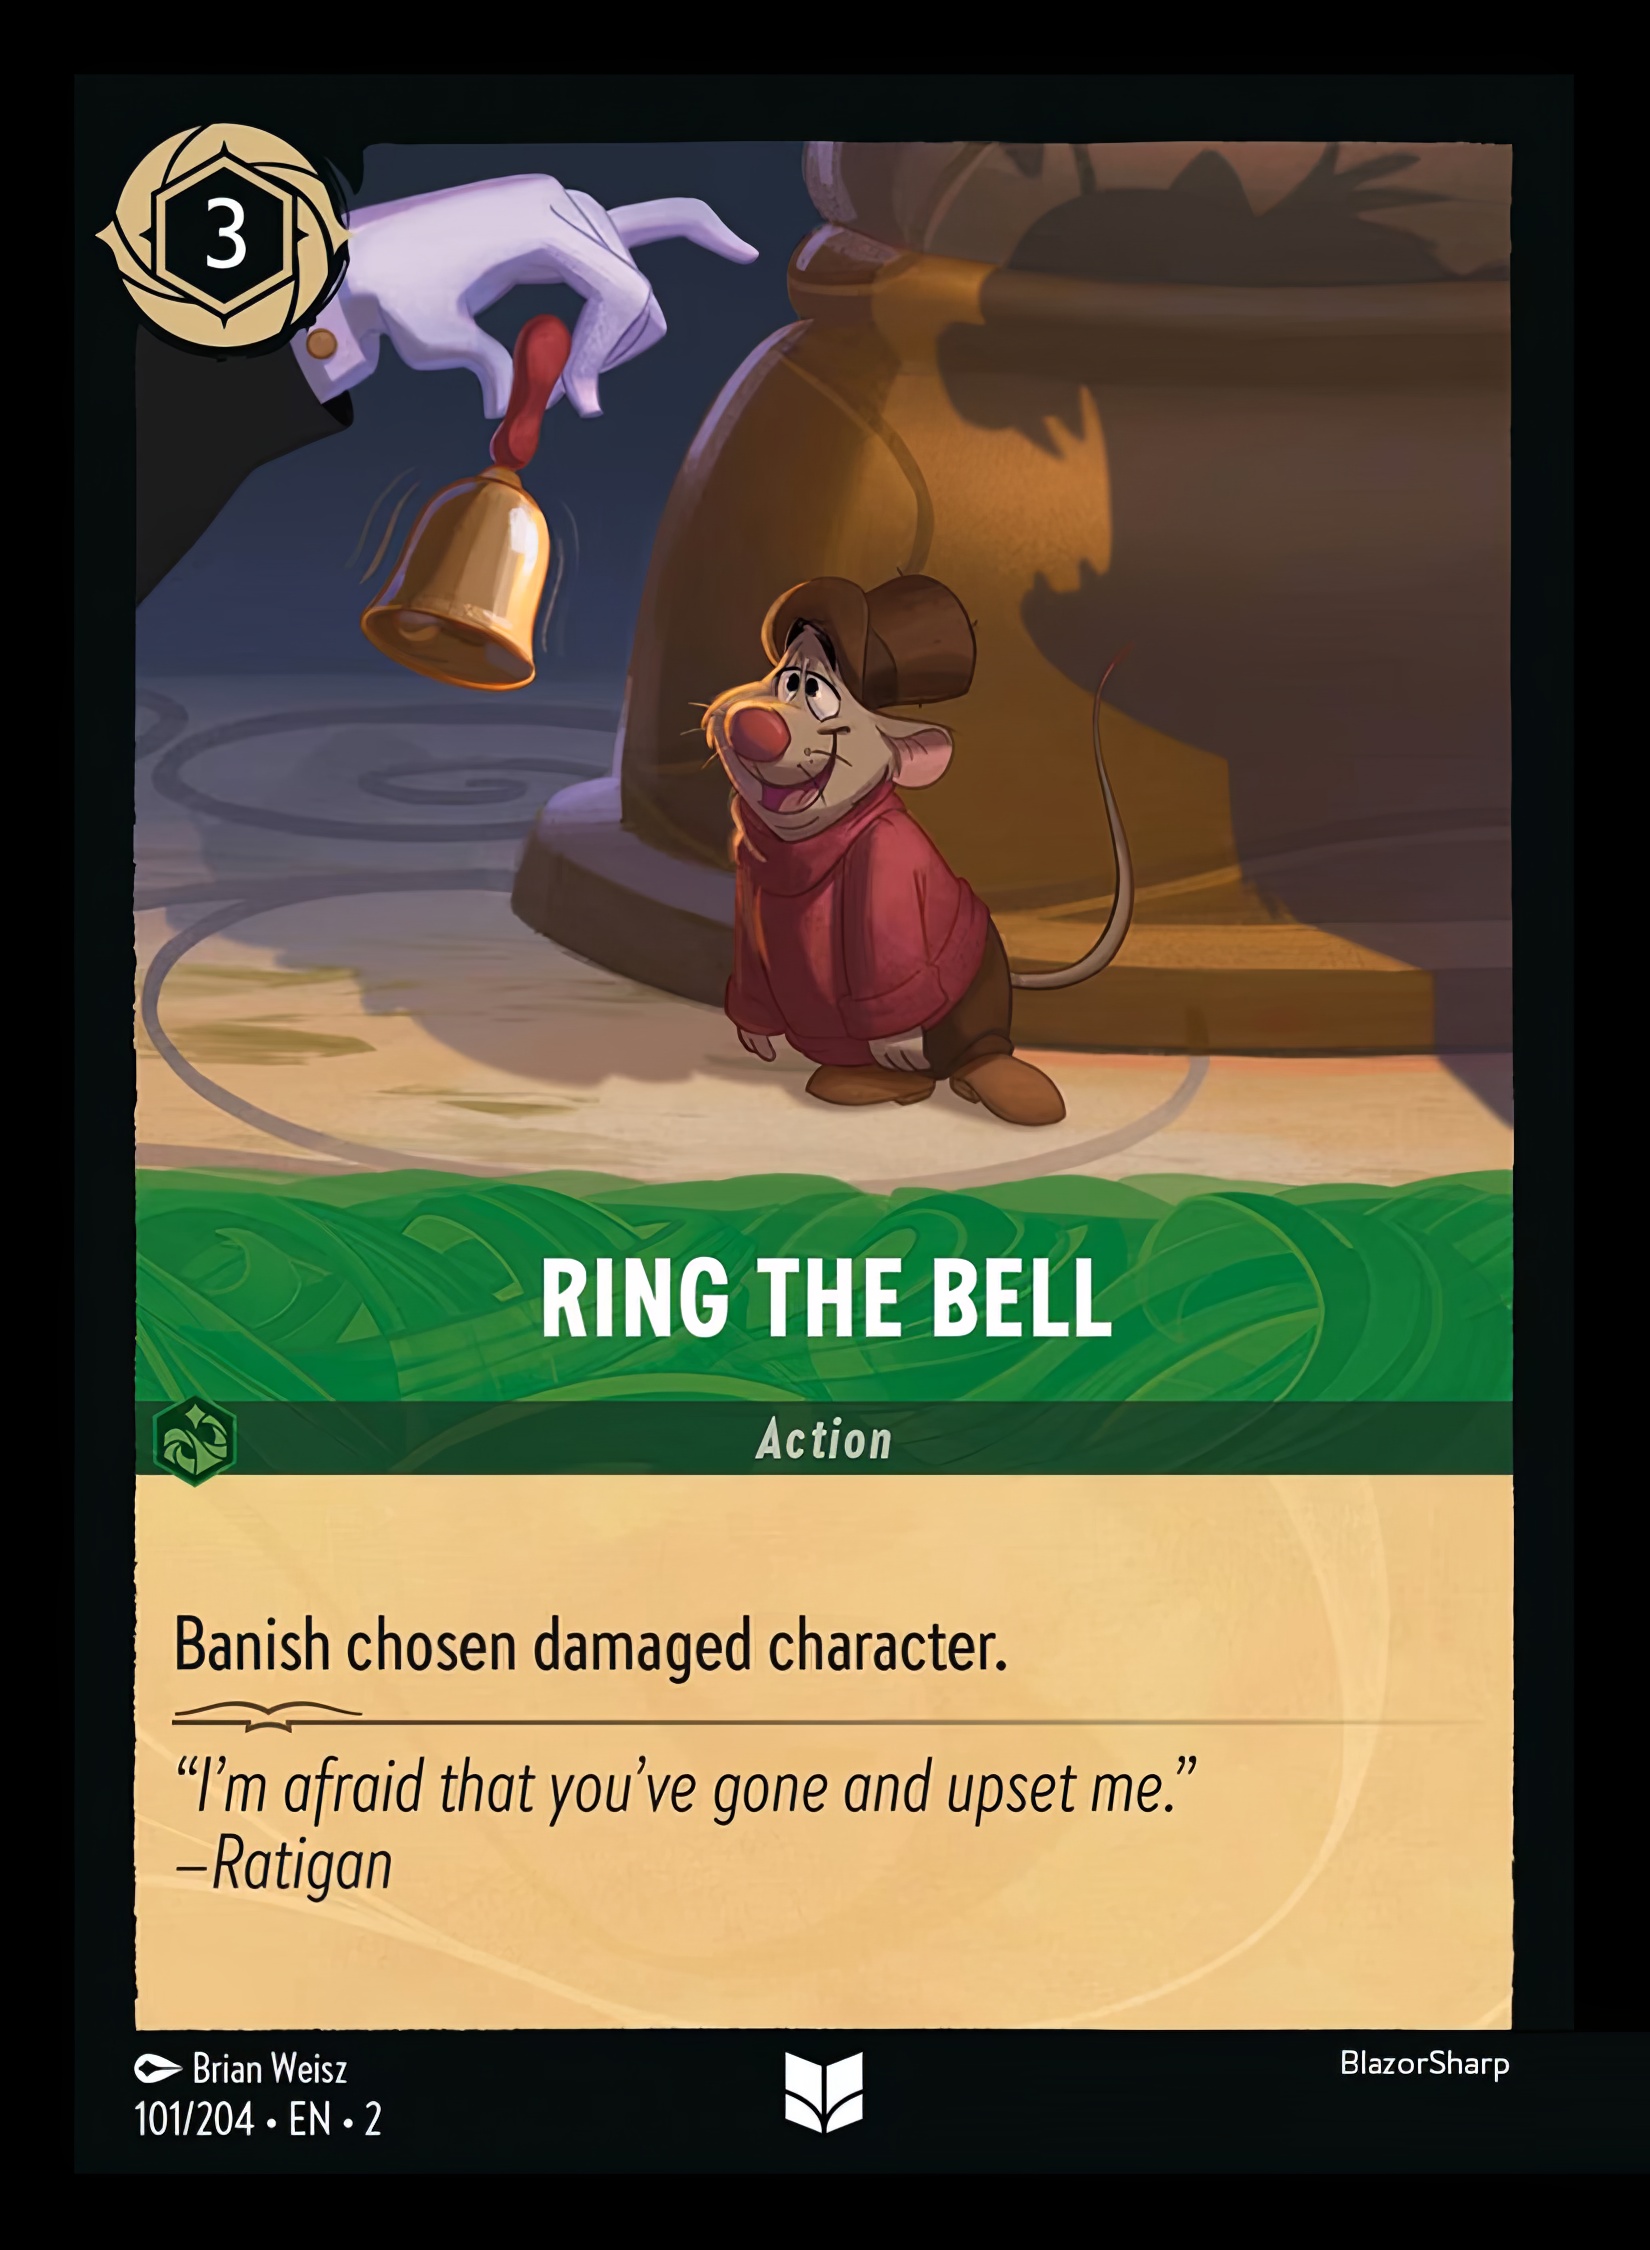 3
RING THE BELL
Action
Banish chosen damaged character.
“I’m afraid that you’ve gone and upset me.”
–Ratigan
Brian Weisz
BlazorSharp
101/204 • EN • 2